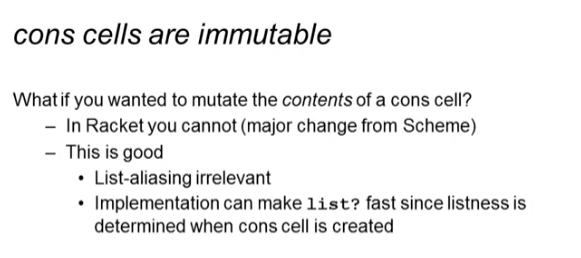 cons cells are immutable
What if you wanted to mutate the contents of a cons cell?
– In Racket you cannot (major change from Scheme)
– This is good
• List-aliasing irrelevant
• Implementation can make list? fast since listness is
determined when cons cell is created